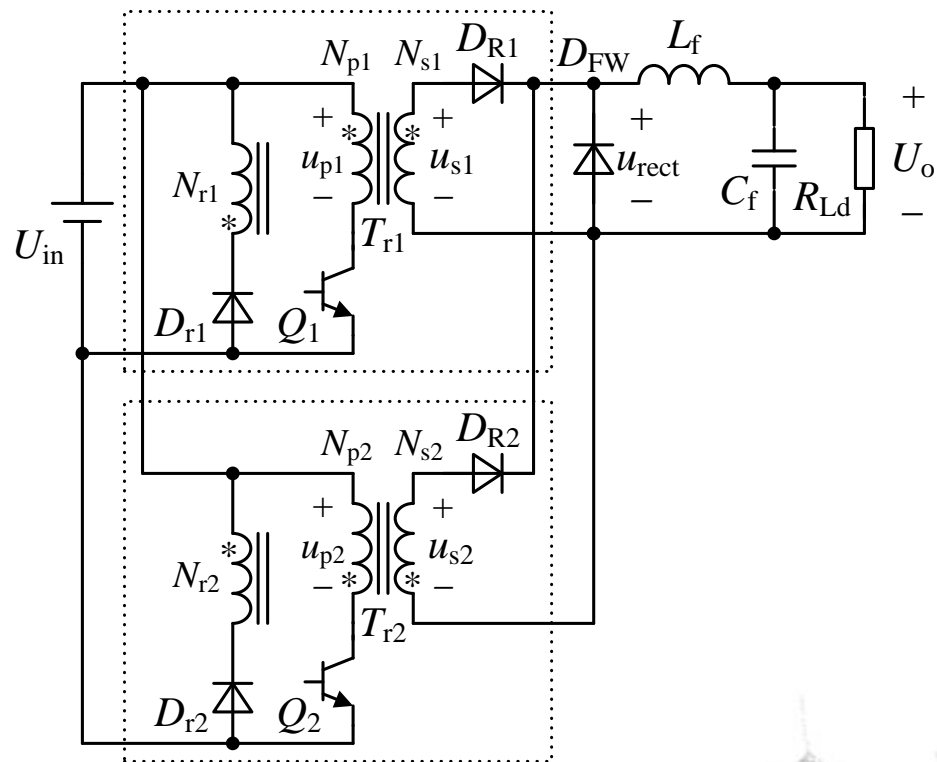 N_p1 N_s1 D_R1 D_FW L_f
+ * u_p1 −
+ * u_s1 −
N_r1 *
T_r1
+ u_rect −
C_f R_Ld
+ U_o −
U_in
D_r1 Q_1
N_p2 N_s2 D_R2
* N_r2
+ u_p2 − *
+ u_s2 * −
T_r2
D_r2 Q_2